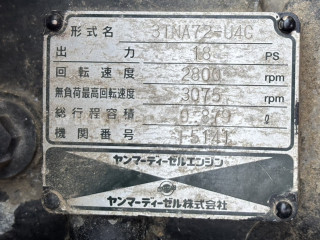 形式名 3TNA72-U4C
出力 18 PS
回転速度 2800 rpm
無負荷最高回転速度 3075 rpm
総行程容積 0.879 ℓ
機関番号 15141
ヤンマーディーゼルエンジン
ヤンマーディーゼル株式会社